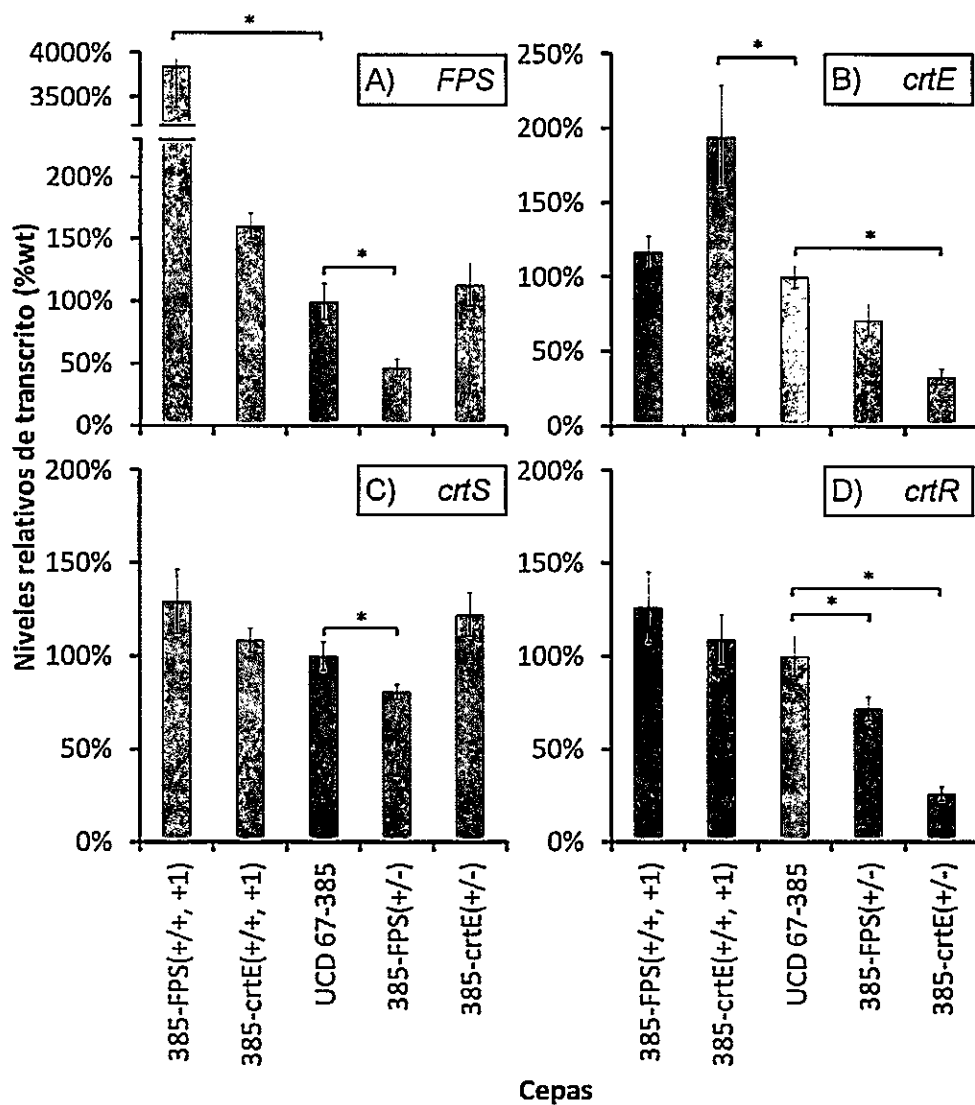 Niveles relativos de transcrito (%wt)
A) FPS
*
*
4000%
3500%
200%
150%
100%
50%
0%
B) crtE
*
*
250%
200%
150%
100%
50%
0%
C) crtS
*
200%
150%
100%
50%
0%
D) crtR
*
*
200%
150%
100%
50%
0%
385-FPS(+/+, +1)
385-crtE(+/+, +1)
UCD 67-385
385-FPS(+/-)
385-crtE(+/-)
385-FPS(+/+, +1)
385-crtE(+/+, +1)
UCD 67-385
385-FPS(+/-)
385-crtE(+/-)
Cepas